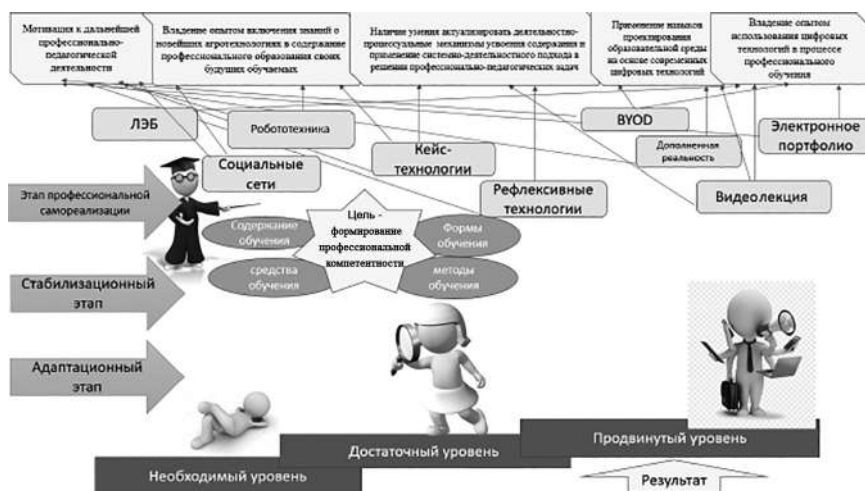 Мотивация к дальнейшей
профессионально-
педагогической
деятельности
Владение опытом включения знаний о
новейших агротехнологиях в содержание
профессионального образования своих
будущих обучаемых
Наличие умения актуализировать деятельностно-
процессуальные механизмы усвоения содержания и
применение системно-деятельностного подхода в
решении профессионально-педагогических задач
Применение навыков
проектирования
образовательной среды
на основе современных
цифровых технологий
Владение опытом
использования цифровых
технологий в процессе
профессионального
обучения
ЛЭБ
Робототехника
BYOD
Электронное
портфолио
Социальные
сети
Кейс-
технологии
Дополненная
реальность
Рефлексивные
технологии
Видеолекция
Этап профессиональной
самореализации
Содержание
обучения
Цель -
формирование
профессиональной
компетентности
Формы
обучения
средства
обучения
методы
обучения
Стабилизационный
этап
Адаптационный
этап
Необходимый уровень
Достаточный уровень
Продвинутый уровень
Результат